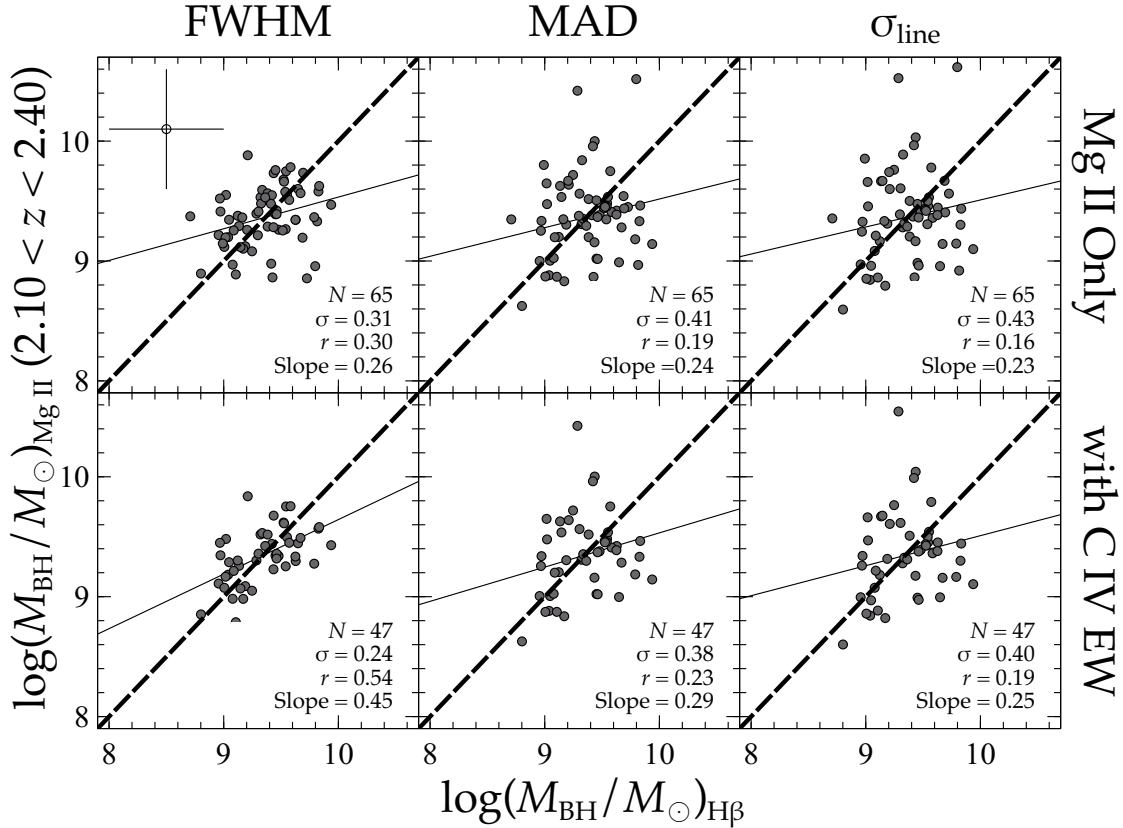 FWHM MAD σline
log(MBH/M⊙)Mg II (2.10 < z < 2.40)
10
9
8
N = 65
σ = 0.31
r = 0.30
Slope = 0.26
N = 65
σ = 0.41
r = 0.19
Slope =0.24
N = 65
σ = 0.43
r = 0.16
Slope =0.23
Mg II Only
10
9
8
N = 47
σ = 0.24
r = 0.54
Slope = 0.45
N = 47
σ = 0.38
r = 0.23
Slope = 0.29
N = 47
σ = 0.40
r = 0.19
Slope = 0.25
with C IV EW
8 9 10 8 9 10 8 9 10
log(MBH/M⊙)Hβ